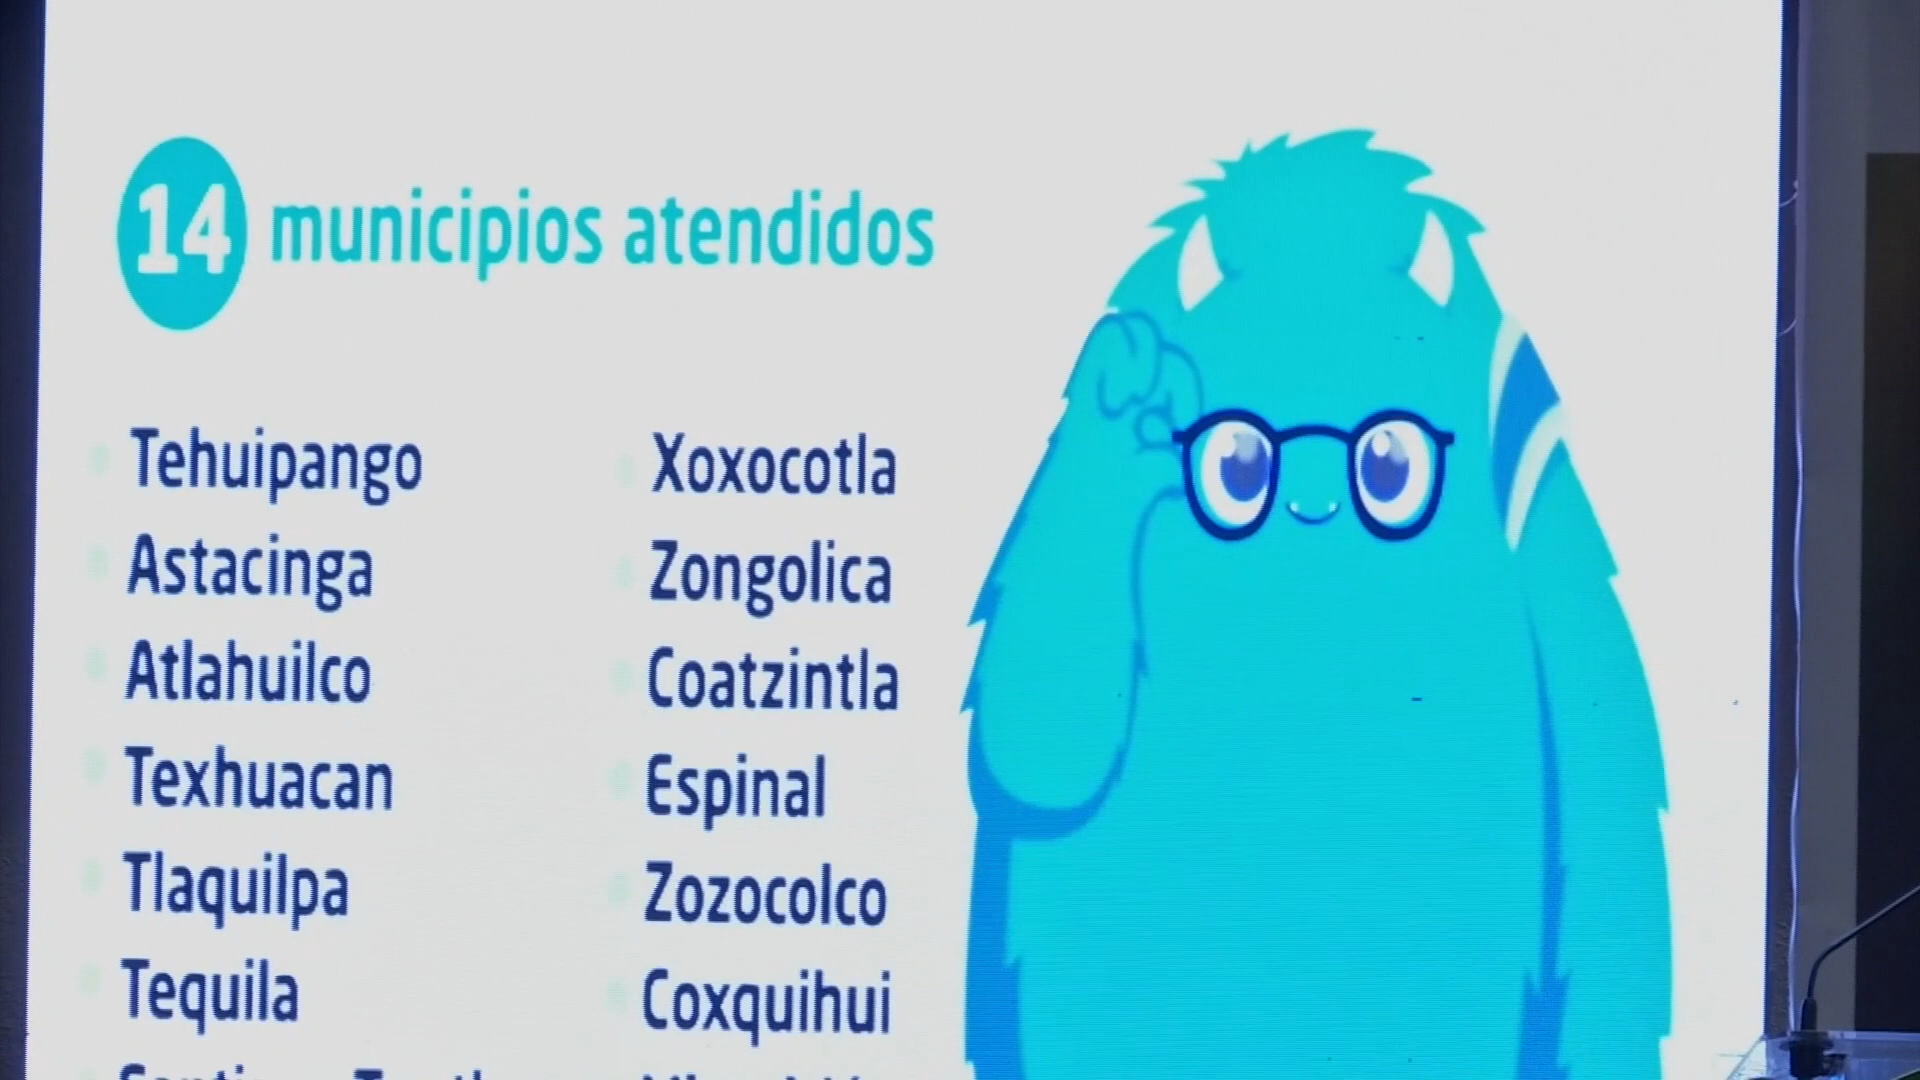 14 municipios atendidos
Tehuipango
Astacinga
Atlahuilco
Texhuacan
Tlaquilpa
Tequila
Xoxocotla
Zongolica
Coatzintla
Espinal
Zozocolco
Coxquihui